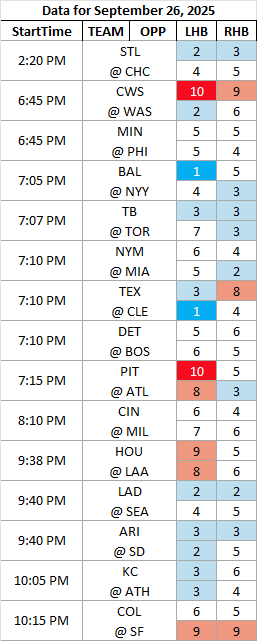 Data for September 26, 2025
StartTime TEAM OPP LHB RHB
2:20 PM STL 2 3
@ CHC 4 5
6:45 PM CWS 10 9
@ WAS 2 6
6:45 PM MIN 5 5
@ PHI 5 4
7:05 PM BAL 1 5
@ NYY 4 3
7:07 PM TB 3 3
@ TOR 7 3
7:10 PM NYM 6 4
@ MIA 5 2
7:10 PM TEX 3 8
@ CLE 1 4
7:10 PM DET 5 6
@ BOS 6 5
7:15 PM PIT 10 5
@ ATL 8 3
8:10 PM CIN 6 4
@ MIL 7 6
9:38 PM HOU 9 5
@ LAA 8 6
9:40 PM LAD 2 2
@ SEA 4 5
9:40 PM ARI 3 3
@ SD 2 5
10:05 PM KC 3 6
@ ATH 3 4
10:15 PM COL 6 5
@ SF 9 9